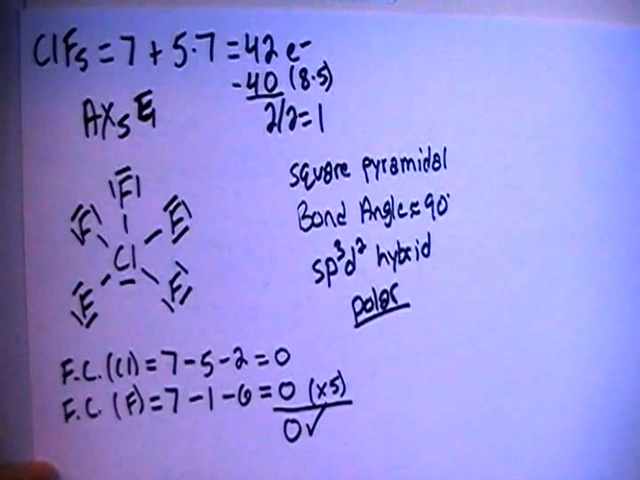 ClF5 = 7 + 5·7 = 42 e-
-40 (8·5)
2/2=1
AX5E
square pyramidal
Bond Angle≈90°
sp³d² hybrid
polar
F
F F
Cl
F F
F.C.(Cl) = 7-5-2 = 0
F.C.(F) = 7-1-6 = 0 (x5)
0✓